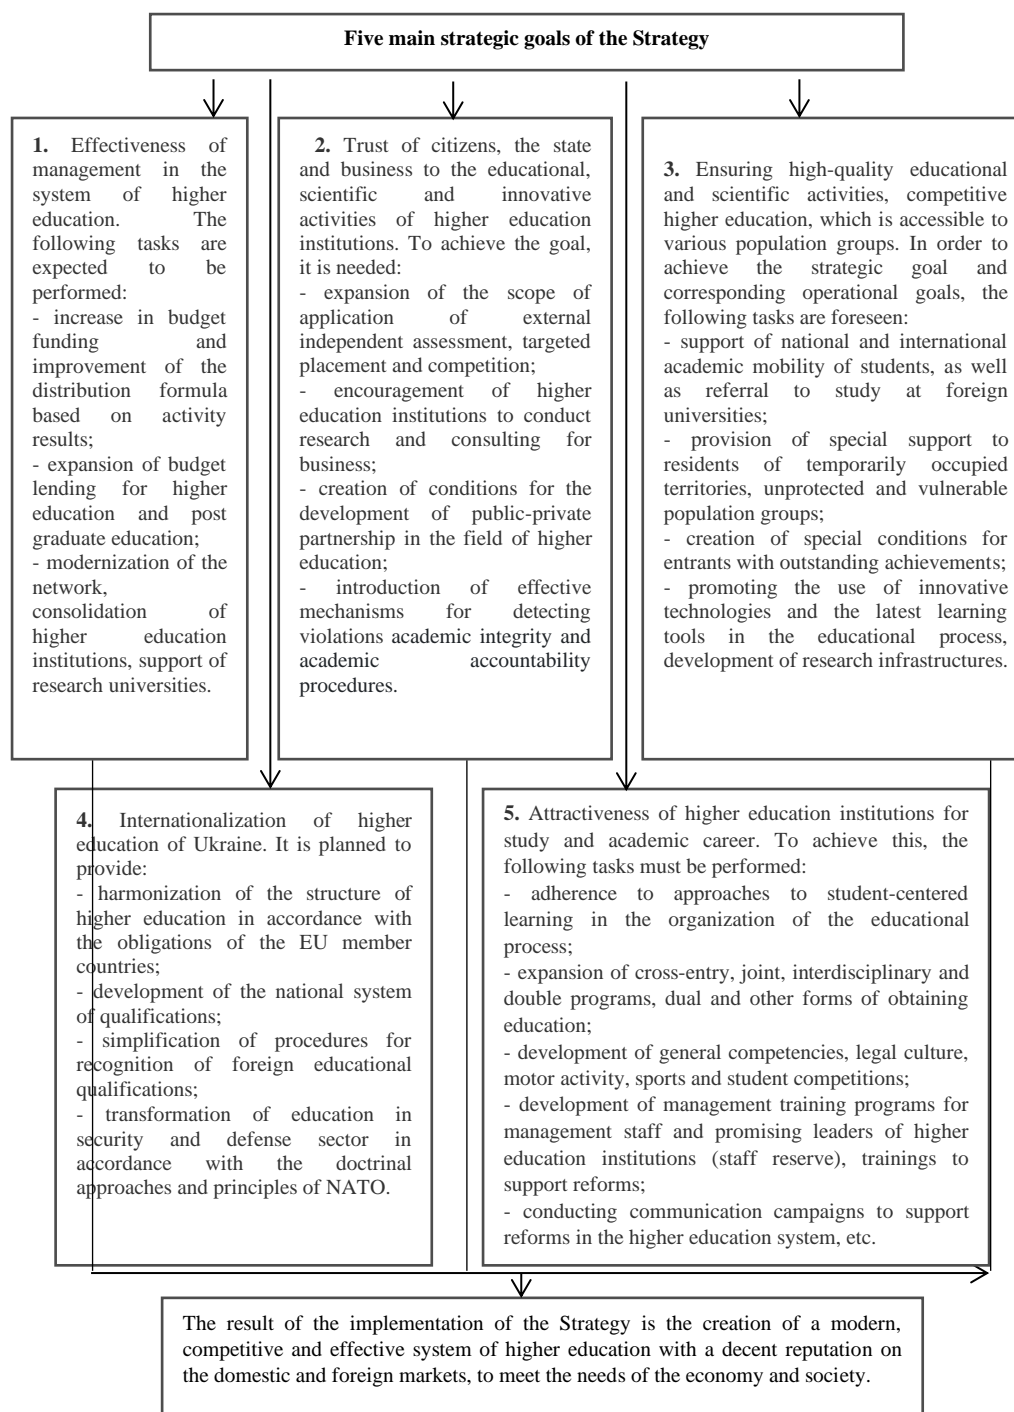 Five main strategic goals of the Strategy
1. Effectiveness of
management in the
system of higher
education. The
following tasks are
expected to be
performed:
- increase in budget
funding and
improvement of the
distribution formula
based on activity
results;
- expansion of budget
lending for higher
education and post
graduate education;
- modernization of the
network,
consolidation of
higher education
institutions, support of
research universities.
2. Trust of citizens, the state
and business to the educational,
scientific and innovative
activities of higher education
institutions. To achieve the goal,
it is needed:
- expansion of the scope of
application of external
independent assessment, targeted
placement and competition;
- encouragement of higher
education institutions to conduct
research and consulting for
business;
- creation of conditions for the
development of public-private
partnership in the field of higher
education;
- introduction of effective
mechanisms for detecting
violations academic integrity and
academic accountability
procedures.
3. Ensuring high-quality educational
and scientific activities, competitive
higher education, which is accessible to
various population groups. In order to
achieve the strategic goal and
corresponding operational goals, the
following tasks are foreseen:
- support of national and international
academic mobility of students, as well
as referral to study at foreign
universities;
- provision of special support to
residents of temporarily occupied
territories, unprotected and vulnerable
population groups;
- creation of special conditions for
entrants with outstanding achievements;
- promoting the use of innovative
technologies and the latest learning
tools in the educational process,
development of research infrastructures.
4. Internationalization of higher
education of Ukraine. It is planned to
provide:
- harmonization of the structure of
higher education in accordance with
the obligations of the EU member
countries;
- development of the national system
of qualifications;
- simplification of procedures for
recognition of foreign educational
qualifications;
- transformation of education in
security and defense sector in
accordance with the doctrinal
approaches and principles of NATO.
5. Attractiveness of higher education institutions for
study and academic career. To achieve this, the
following tasks must be performed:
- adherence to approaches to student-centered
learning in the organization of the educational
process;
- expansion of cross-entry, joint, interdisciplinary and
double programs, dual and other forms of obtaining
education;
- development of general competencies, legal culture,
motor activity, sports and student competitions;
- development of management training programs for
management staff and promising leaders of higher
education institutions (staff reserve), trainings to
support reforms;
- conducting communication campaigns to support
reforms in the higher education system, etc.
The result of the implementation of the Strategy is the creation of a modern,
competitive and effective system of higher education with a decent reputation on
the domestic and foreign markets, to meet the needs of the economy and society.